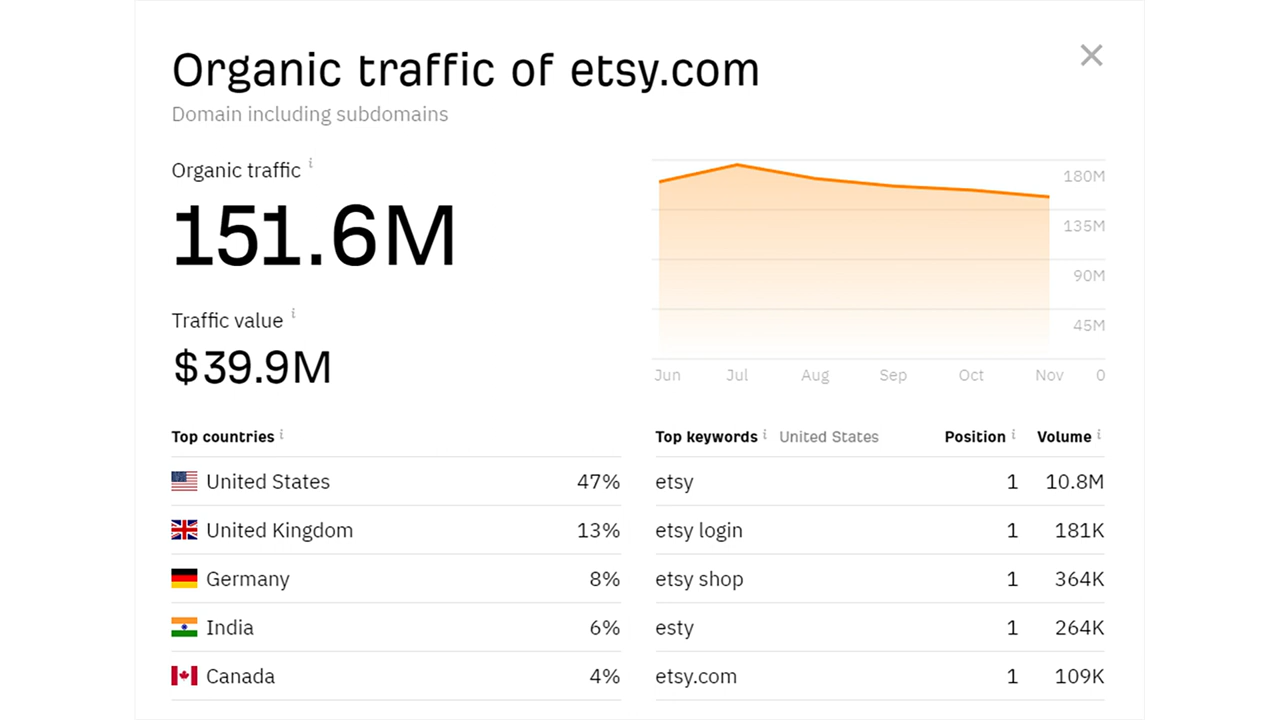 Organic traffic of etsy.com
Domain including subdomains
Organic traffic i
151.6M
Traffic value i
$39.9M
180M
135M
90M
45M
Jun Jul Aug Sep Oct Nov 0
Top countries i
United States 47%
United Kingdom 13%
Germany 8%
India 6%
Canada 4%
Top keywords i United States Position i Volume i
etsy 1 10.8M
etsy login 1 181K
etsy shop 1 364K
esty 1 264K
etsy.com 1 109K